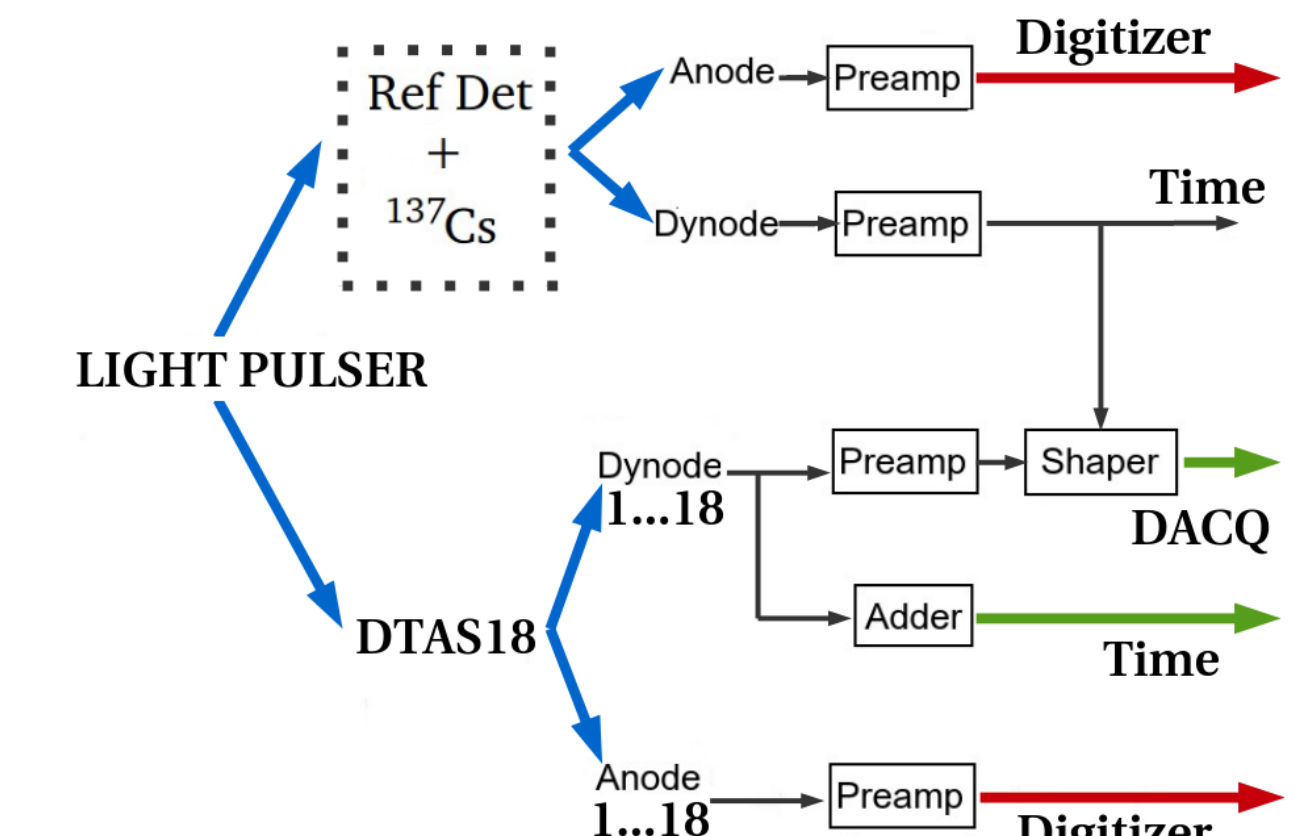 Digitizer
Ref Det
+
¹³⁷Cs
Anode
Preamp
Time
Dynode
Preamp
LIGHT PULSER
Dynode
1...18
Preamp
Shaper
DACQ
DTAS18
Adder
Time
Anode
1...18
Preamp
Digitizer